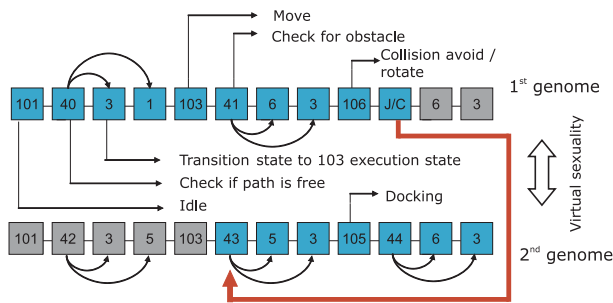 Move
Check for obstacle
Collision avoid /
rotate
1st genome
101 40 3 1 103 41 6 3 106 J/C 6 3
Transition state to 103 execution state
Check if path is free
Idle
Docking
Virtual sexuality
101 42 3 5 103 43 5 3 105 44 6 3
2nd genome